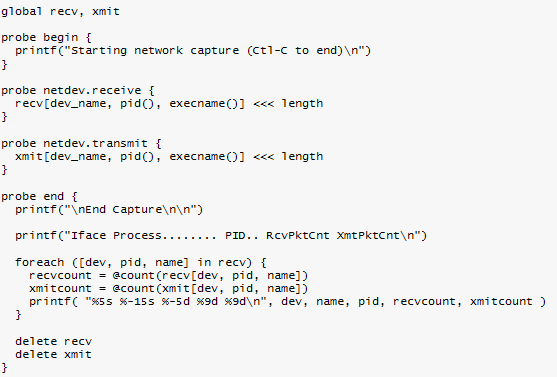 global recv, xmit

probe begin {
  printf("Starting network capture (Ctl-C to end)\n")
}

probe netdev.receive {
  recv[dev_name, pid(), execname()] <<< length
}

probe netdev.transmit {
  xmit[dev_name, pid(), execname()] <<< length
}

probe end {
  printf("\nEnd Capture\n\n")

  printf("Iface Process........ PID.. RcvPktCnt XmtPktCnt\n")

  foreach ([dev, pid, name] in recv) {
    recvcount = @count(recv[dev, pid, name])
    xmitcount = @count(xmit[dev, pid, name])
    printf( "%5s %-15s %-5d %9d %9d\n", dev, name, pid, recvcount, xmitcount )
  }

  delete recv
  delete xmit
}